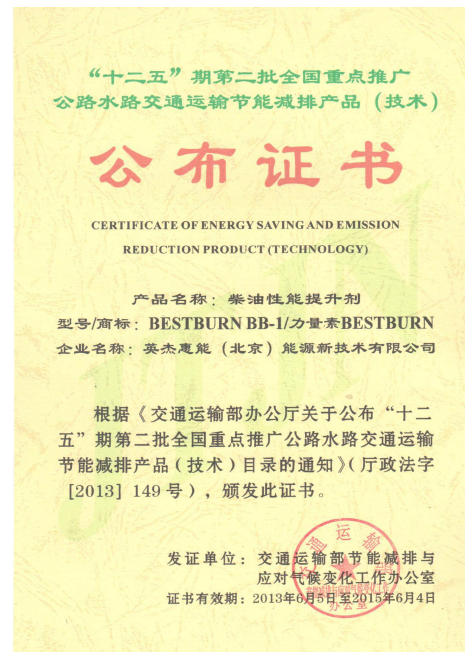 “十二五”期第二批全国重点推广
公路水路交通运输节能减排产品（技术）
公布证书
CERTIFICATE OF ENERGY SAVING AND EMISSION
REDUCTION PRODUCT (TECHNOLOGY)
产品名称：柴油性能提升剂
型号/商标：BESTBURN BB-1/力量素BESTBURN
企业名称：英杰惠能（北京）能源新技术有限公司
根据《交通运输部办公厅关于公布“十二
五”期第二批全国重点推广公路水路交通运输
节能减排产品（技术）目录的通知》（厅政法字
[2013] 149号），颁发此证书。
发证单位：交通运输部节能减排与
应对气候变化工作办公室
证书有效期：2013年6月5日至2015年6月4日
交通运输部
办公室